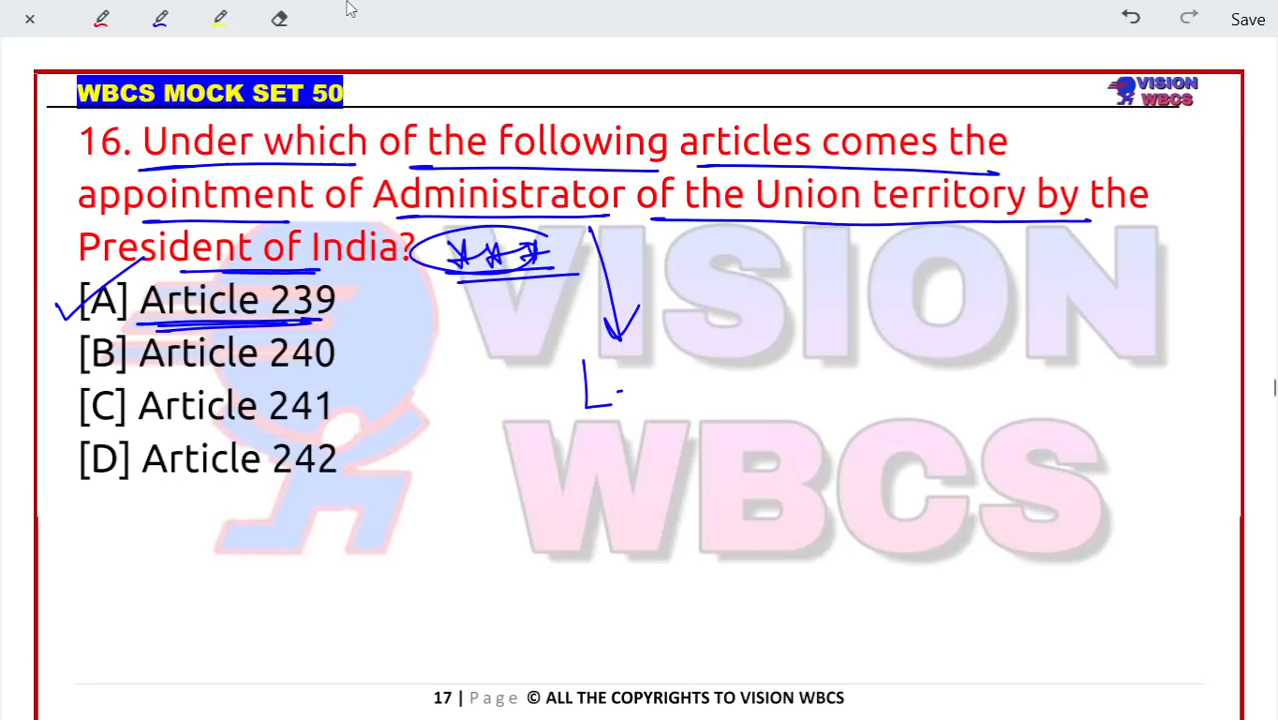 Save
WBCS MOCK SET 50
VISION
WBCS
16. Under which of the following articles comes the
appointment of Administrator of the Union territory by the
President of India?
[A] Article 239
[B] Article 240
[C] Article 241
[D] Article 242
L
VISION
WBCS
17 | Page © ALL THE COPYRIGHTS TO VISION WBCS